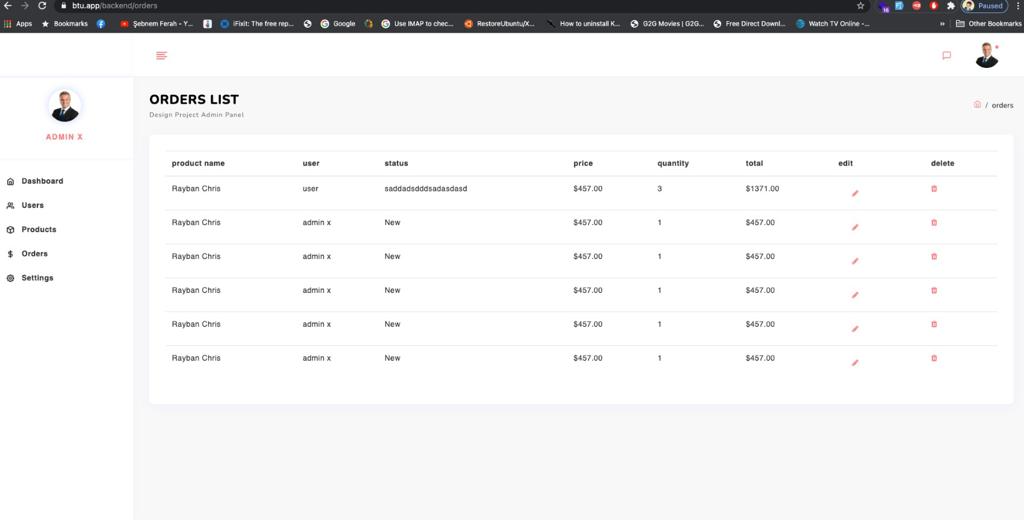 btu.app/backend/orders
Paused
Apps Bookmarks Şebnem Ferah - Y... iFixit: The free rep... Google Use IMAP to chec... RestoreUbuntu/X... How to uninstall K... G2G Movies | G2G... Free Direct Downl... Watch TV Online -... » Other Bookmarks
ADMIN X
Dashboard
Users
Products
Orders
Settings
ORDERS LIST
Design Project Admin Panel
/ orders
product name user status price quantity total edit delete
Rayban Chris user saddadsdddsadasdasd $457.00 3 $1371.00
Rayban Chris admin x New $457.00 1 $457.00
Rayban Chris admin x New $457.00 1 $457.00
Rayban Chris admin x New $457.00 1 $457.00
Rayban Chris admin x New $457.00 1 $457.00
Rayban Chris admin x New $457.00 1 $457.00